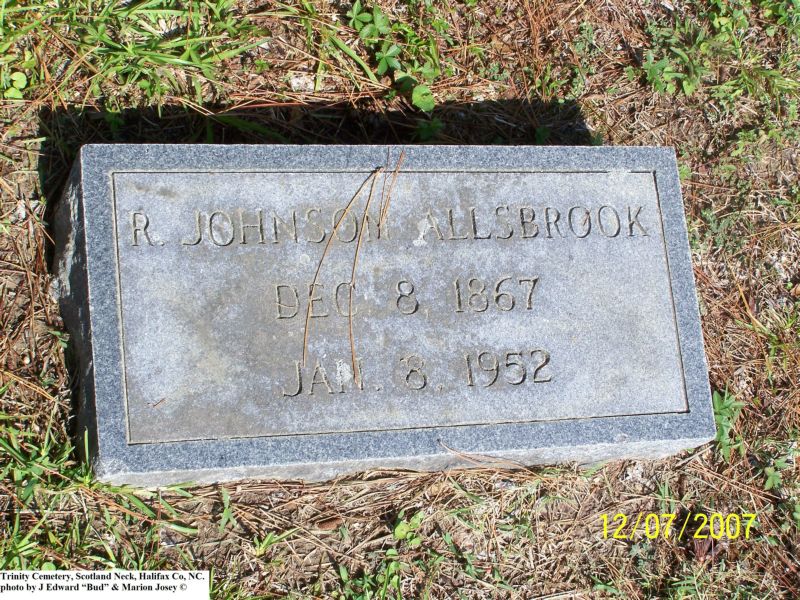 R. JOHNSON ALLSBROOK
DEC. 8, 1867
JAN. 8, 1952
12/07/2007
Trinity Cemetery, Scotland Neck, Halifax Co, NC.
photo by J Edward “Bud” & Marion Josey ©